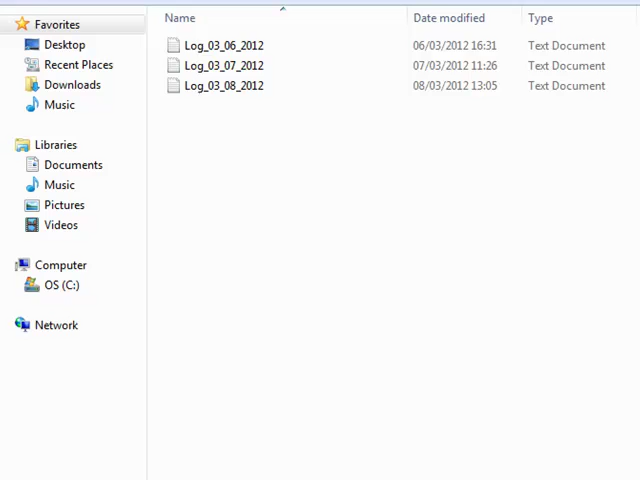 Name Date modified Type
Favorites
Desktop
Recent Places
Downloads
Music
Libraries
Documents
Music
Pictures
Videos
Computer
OS (C:)
Network
Log_03_06_2012 06/03/2012 16:31 Text Document
Log_03_07_2012 07/03/2012 11:26 Text Document
Log_03_08_2012 08/03/2012 13:05 Text Document